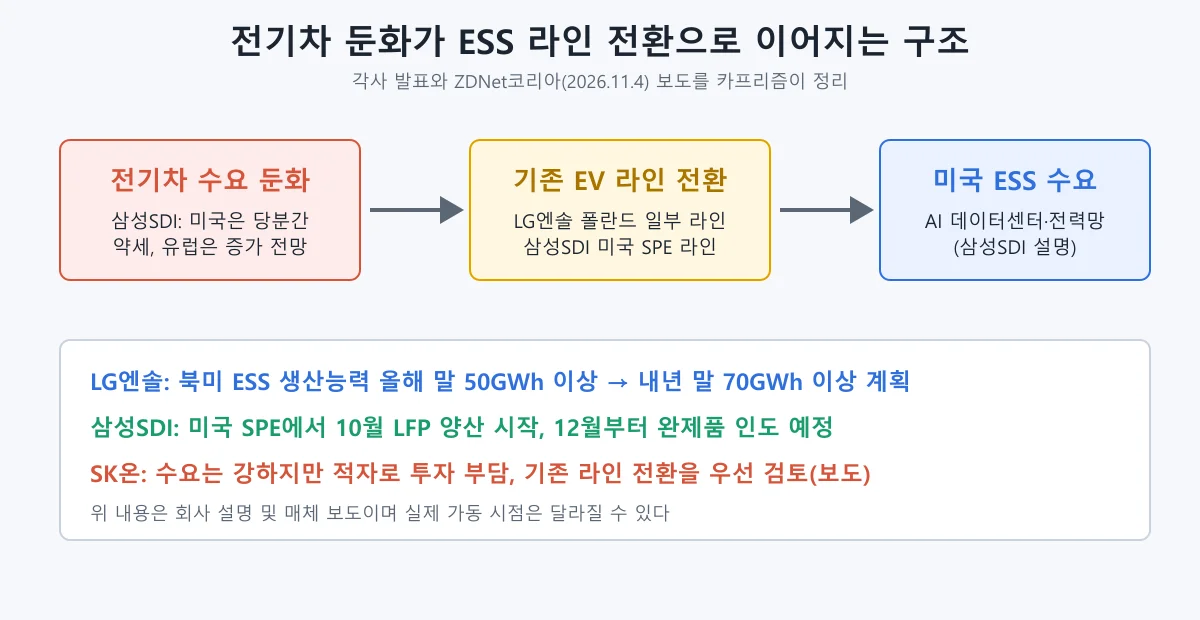 전기차 둔화가 ESS 라인 전환으로 이어지는 구조
각사 발표와 ZDNet코리아(2026.11.4) 보도를 카프리즘이 정리
전기차 수요 둔화
삼성SDI: 미국은 당분간
약세, 유럽은 증가 전망
기존 EV 라인 전환
LG엔솔 폴란드 일부 라인
삼성SDI 미국 SPE 라인
미국 ESS 수요
AI 데이터센터·전력망
(삼성SDI 설명)
LG엔솔: 북미 ESS 생산능력 올해 말 50GWh 이상 → 내년 말 70GWh 이상 계획
삼성SDI: 미국 SPE에서 10월 LFP 양산 시작, 12월부터 완제품 인도 예정
SK온: 수요는 강하지만 적자로 투자 부담, 기존 라인 전환을 우선 검토(보도)
위 내용은 회사 설명 및 매체 보도이며 실제 가동 시점은 달라질 수 있다